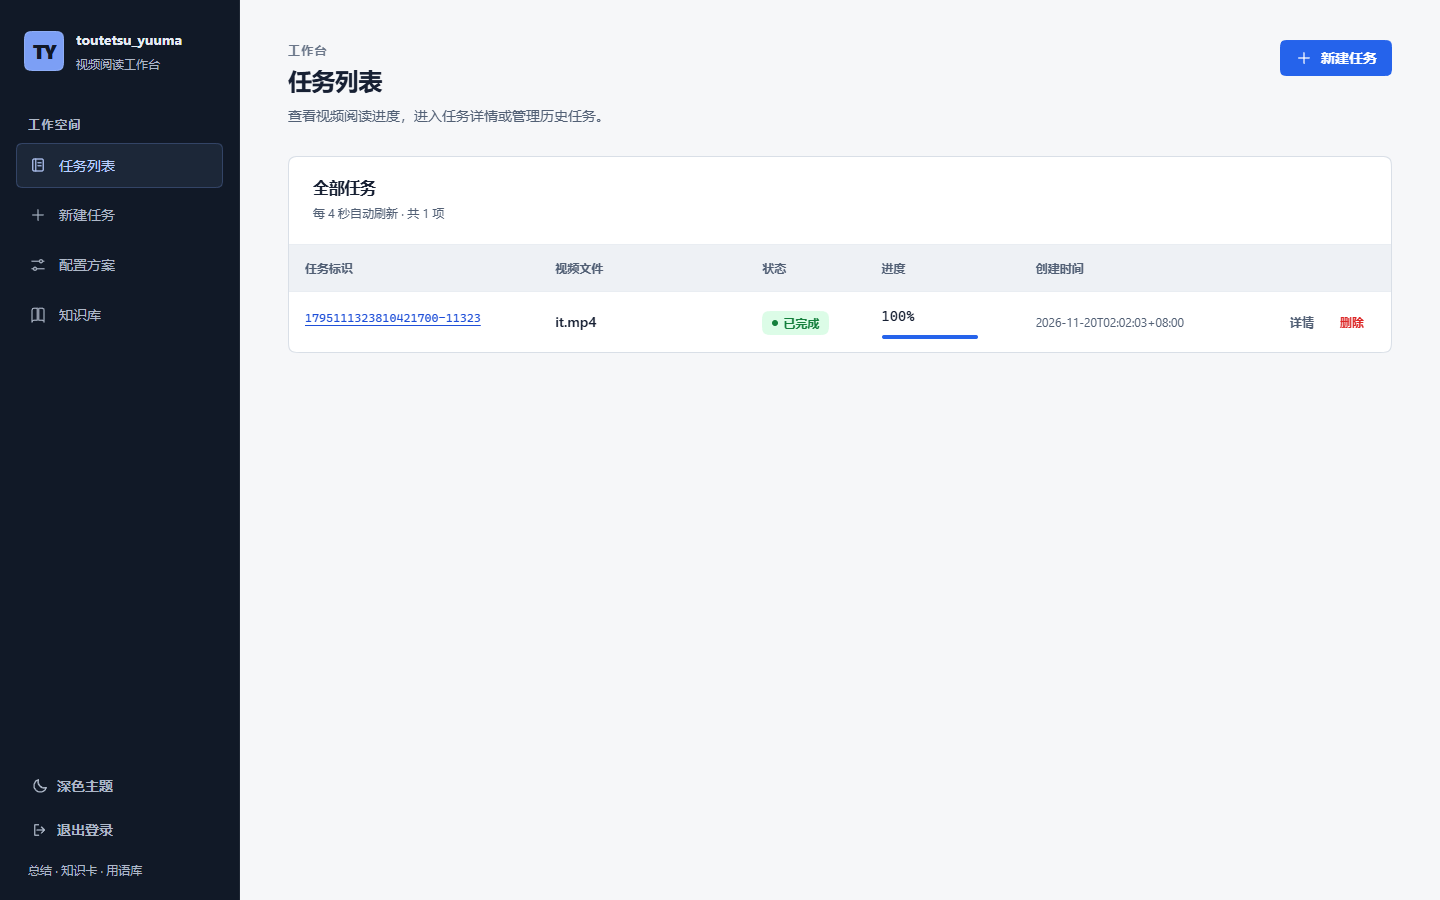 TY
toutetsu_yuuma
视频阅读工作台
工作空间
任务列表
新建任务
配置方案
知识库
深色主题
退出登录
总结 · 知识卡 · 用语库
工作台
任务列表
查看视频阅读进度，进入任务详情或管理历史任务。
新建任务
全部任务
每 4 秒自动刷新 · 共 1 项
任务标识 视频文件 状态 进度 创建时间
1795111323810421700-11323 it.mp4 已完成 100% 2026-11-20T02:02:03+08:00 详情 删除